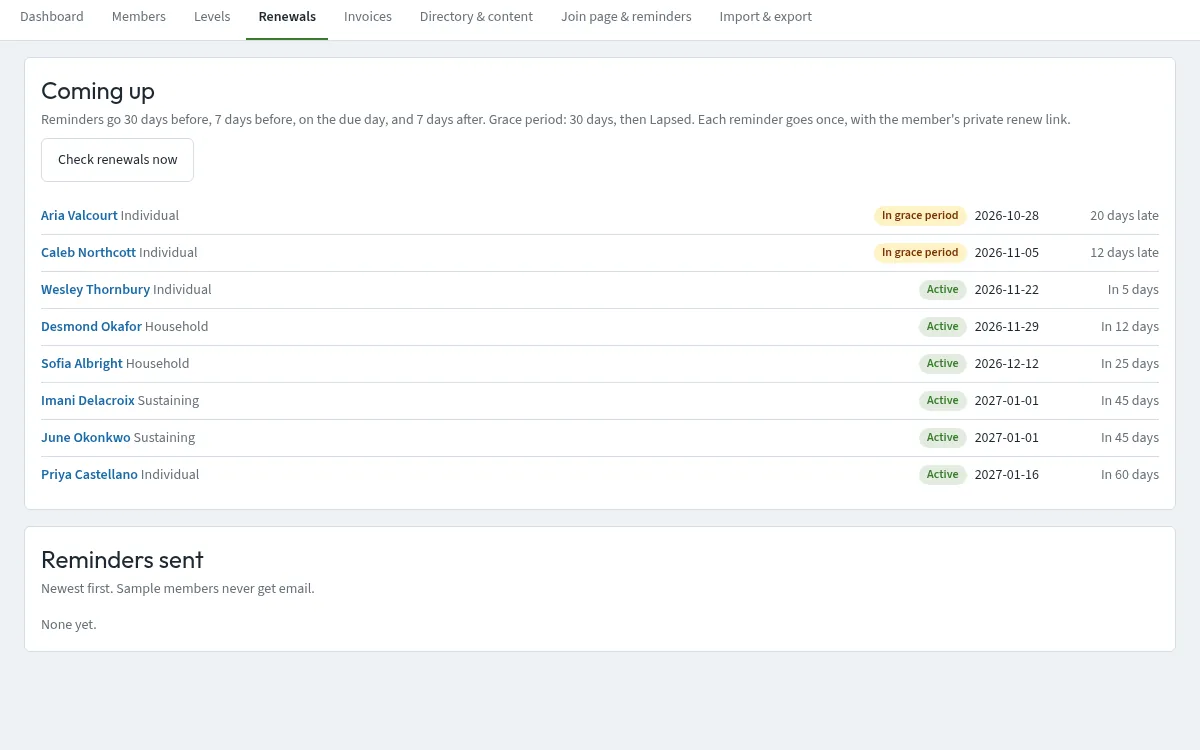 Dashboard Members Levels Renewals Invoices Directory & content Join page & reminders Import & export
Coming up
Reminders go 30 days before, 7 days before, on the due day, and 7 days after. Grace period: 30 days, then Lapsed. Each reminder goes once, with the member's private renew link.
Check renewals now
Aria Valcourt Individual In grace period 2026-10-28 20 days late
Caleb Northcott Individual In grace period 2026-11-05 12 days late
Wesley Thornbury Individual Active 2026-11-22 In 5 days
Desmond Okafor Household Active 2026-11-29 In 12 days
Sofia Albright Household Active 2026-12-12 In 25 days
Imani Delacroix Sustaining Active 2027-01-01 In 45 days
June Okonkwo Sustaining Active 2027-01-01 In 45 days
Priya Castellano Individual Active 2027-01-16 In 60 days
Reminders sent
Newest first. Sample members never get email.
None yet.